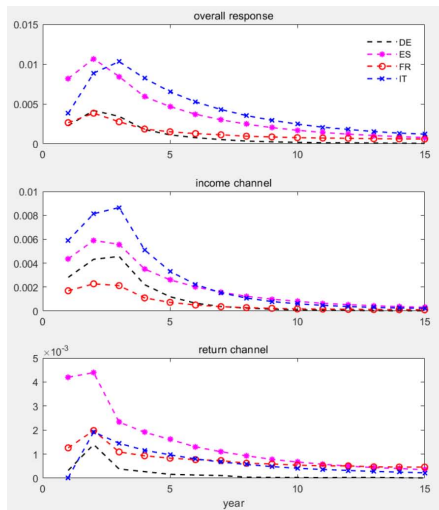 overall response
0.015
0.01
0.005
0
DE
ES
FR
IT
0 5 10 15
income channel
0.01
0.008
0.006
0.004
0.002
0
0 5 10 15
return channel
×10⁻³
5
4
3
2
1
0
0 5 10 15
year